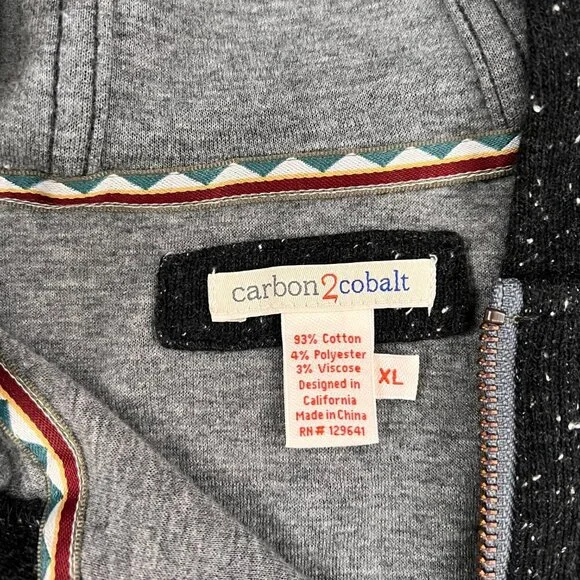 carbon2cobalt
93% Cotton
4% Polyester
3% Viscose
Designed in
California
Made in China
RN# 129641
XL